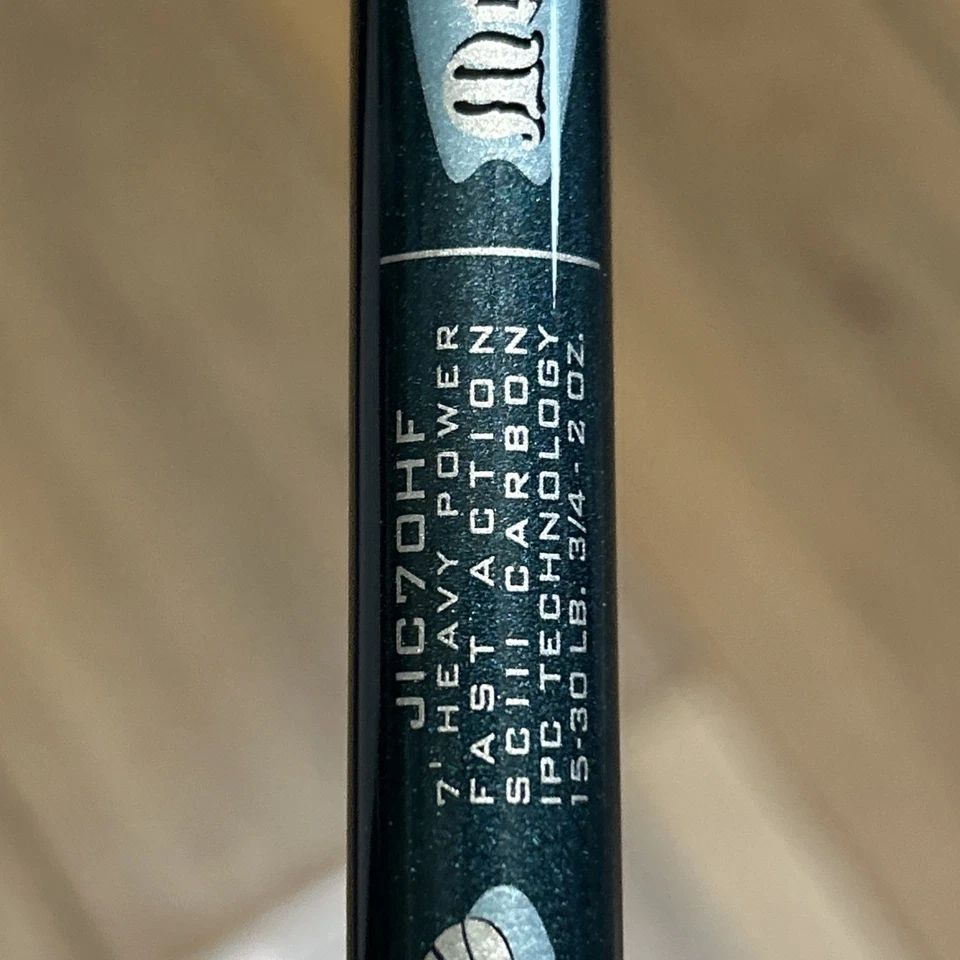 JIC70HF
7' HEAVY POWER
FAST ACTION
SCIII CARBON
IPC TECHNOLOGY
15-30 LB. 3/4 - 2 OZ.